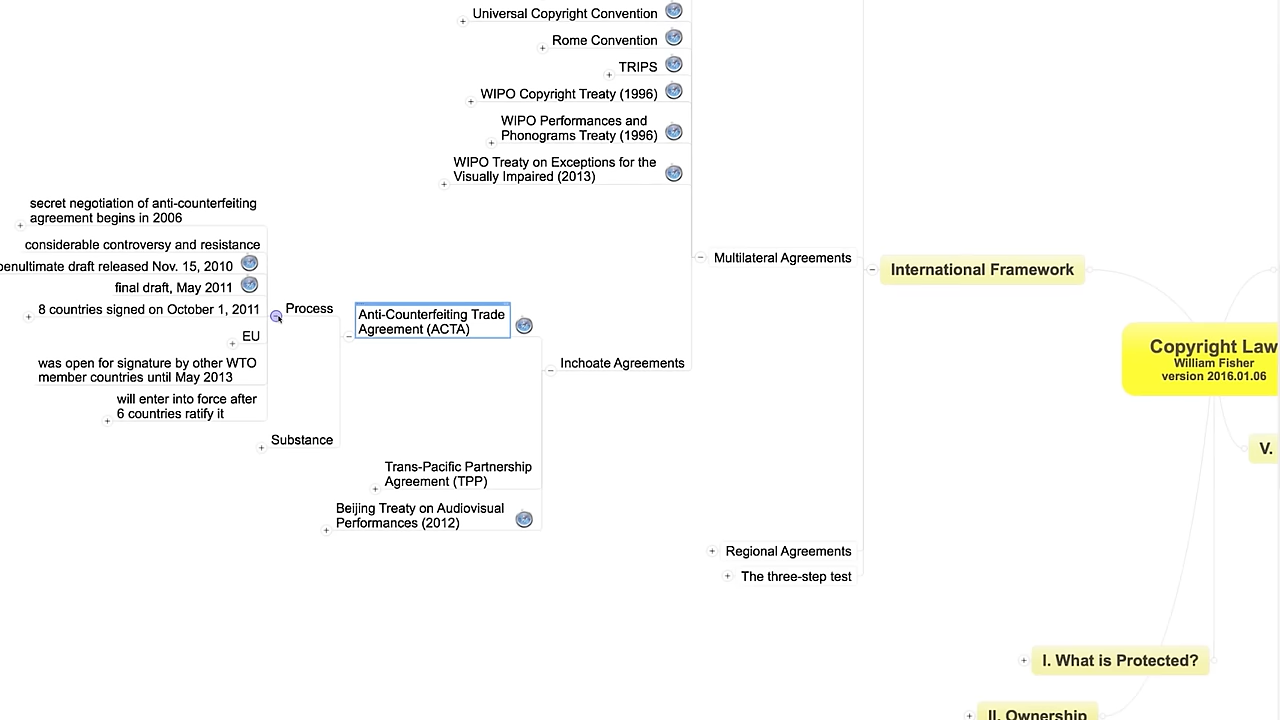 Universal Copyright Convention
Rome Convention
TRIPS
WIPO Copyright Treaty (1996)
WIPO Performances and
Phonograms Treaty (1996)
WIPO Treaty on Exceptions for the
Visually Impaired (2013)
secret negotiation of anti-counterfeiting
agreement begins in 2006
considerable controversy and resistance
penultimate draft released Nov. 15, 2010
final draft, May 2011
8 countries signed on October 1, 2011
EU
was open for signature by other WTO
member countries until May 2013
will enter into force after
6 countries ratify it
Process
Substance
Anti-Counterfeiting Trade
Agreement (ACTA)
Trans-Pacific Partnership
Agreement (TPP)
Beijing Treaty on Audiovisual
Performances (2012)
Inchoate Agreements
Multilateral Agreements
Regional Agreements
The three-step test
International Framework
Copyright Law
William Fisher
version 2016.01.06
V.
I. What is Protected?
II. Ownership